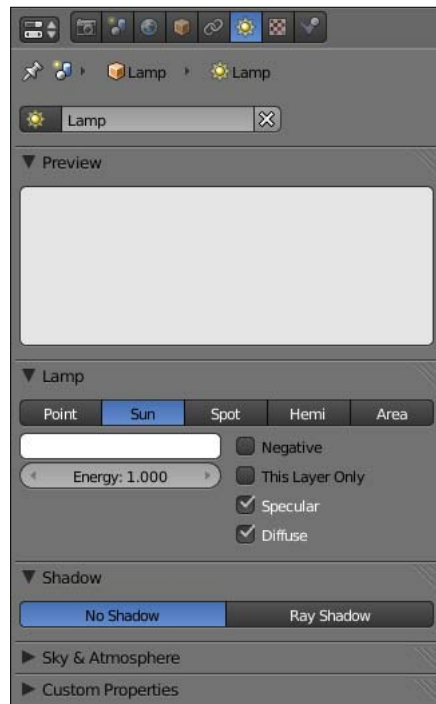 Lamp Lamp
Lamp
Preview
Lamp
Point Sun Spot Hemi Area
Negative
Energy: 1.000 This Layer Only
Specular
Diffuse
Shadow
No Shadow Ray Shadow
Sky & Atmosphere
Custom Properties